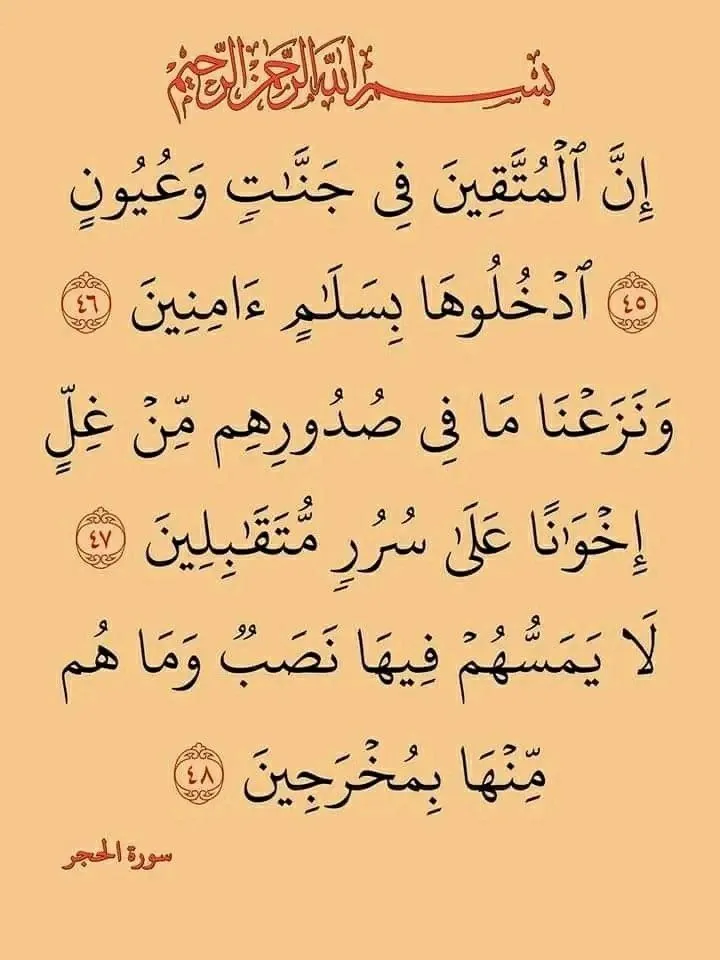 بسم الله الرحمن الرحيم
إِنَّ ٱلۡمُتَّقِينَ فِى جَنَّـٰتٍ وَعُيُونٍ
٤٥ ٱدۡخُلُوهَا بِسَلَـٰمٍ ءَامِنِينَ ٤٦
وَنَزَعۡنَا مَا فِى صُدُورِهِم مِّنۡ غِلٍّ
إِخۡوَٲنًا عَلَىٰ سُرُرٍ مُّتَقَـٰبِلِينَ ٤٧
لَا يَمَسُّهُمۡ فِيهَا نَصَبٌ وَمَا هُم
مِّنۡهَا بِمُخۡرَجِينَ ٤٨
سورة الحجر